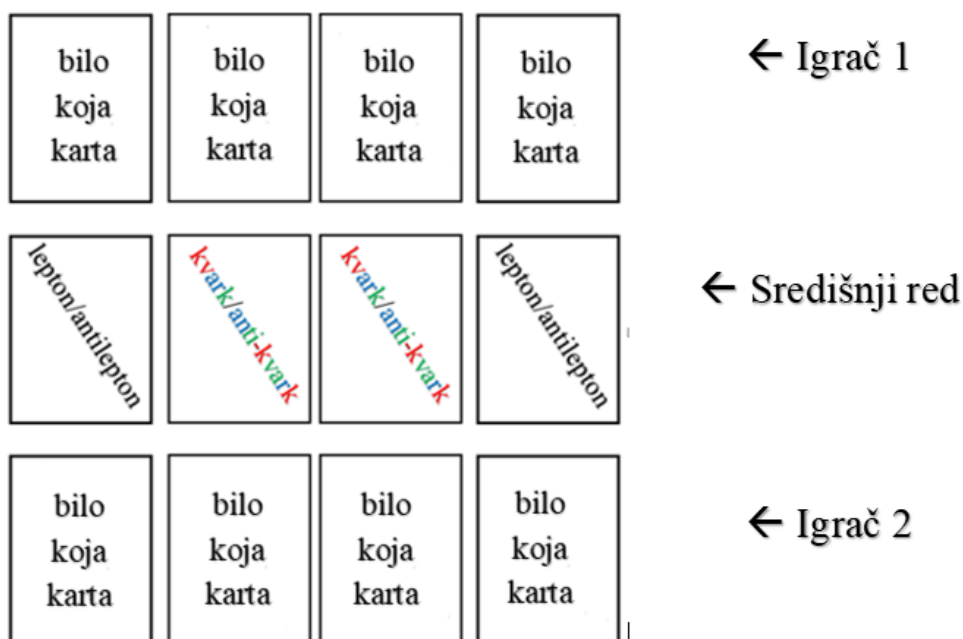 bilo bilo bilo bilo
koja koja koja koja
karta karta karta karta
← Igrač 1
lepton/antilepton
kvark/anti-kvark
kvark/anti-kvark
lepton/antilepton
← Središnji red
bilo bilo bilo bilo
koja koja koja koja
karta karta karta karta
← Igrač 2